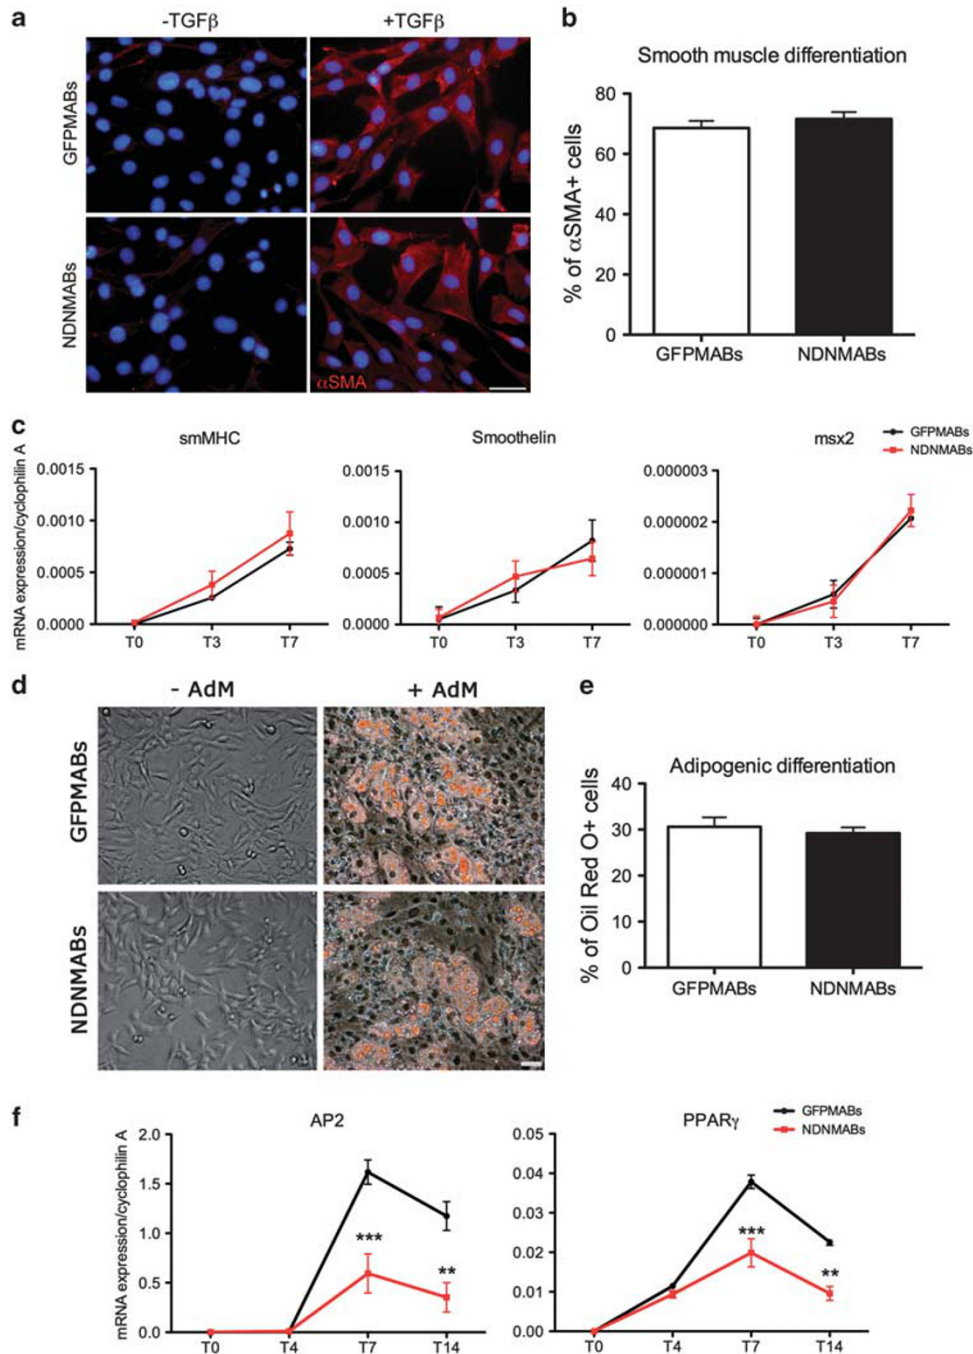 a
-TGFβ +TGFβ
GFPMABs
NDNMABs
αSMA
b
Smooth muscle differentiation
% of αSMA+ cells
80
60
40
20
0
GFPMABs NDNMABs
c
mRNA expression/cyclophilin A
smMHC
0.0015
0.0010
0.0005
0.0000
T0 T3 T7
Smoothelin
0.0015
0.0010
0.0005
0.0000
T0 T3 T7
msx2
GFPMABs
NDNMABs
0.000003
0.000002
0.000001
0.000000
T0 T3 T7
d
- AdM + AdM
GFPMABs
NDNMABs
e
Adipogenic differentiation
% of Oil Red O+ cells
40
30
20
10
0
GFPMABs NDNMABs
f
mRNA expression/cyclophilin A
AP2
2.0
1.5
1.0
0.5
0.0
***
**
T0 T4 T7 T14
PPARγ
GFPMABs
NDNMABs
0.05
0.04
0.03
0.02
0.01
0.00
***
**
T0 T4 T7 T14